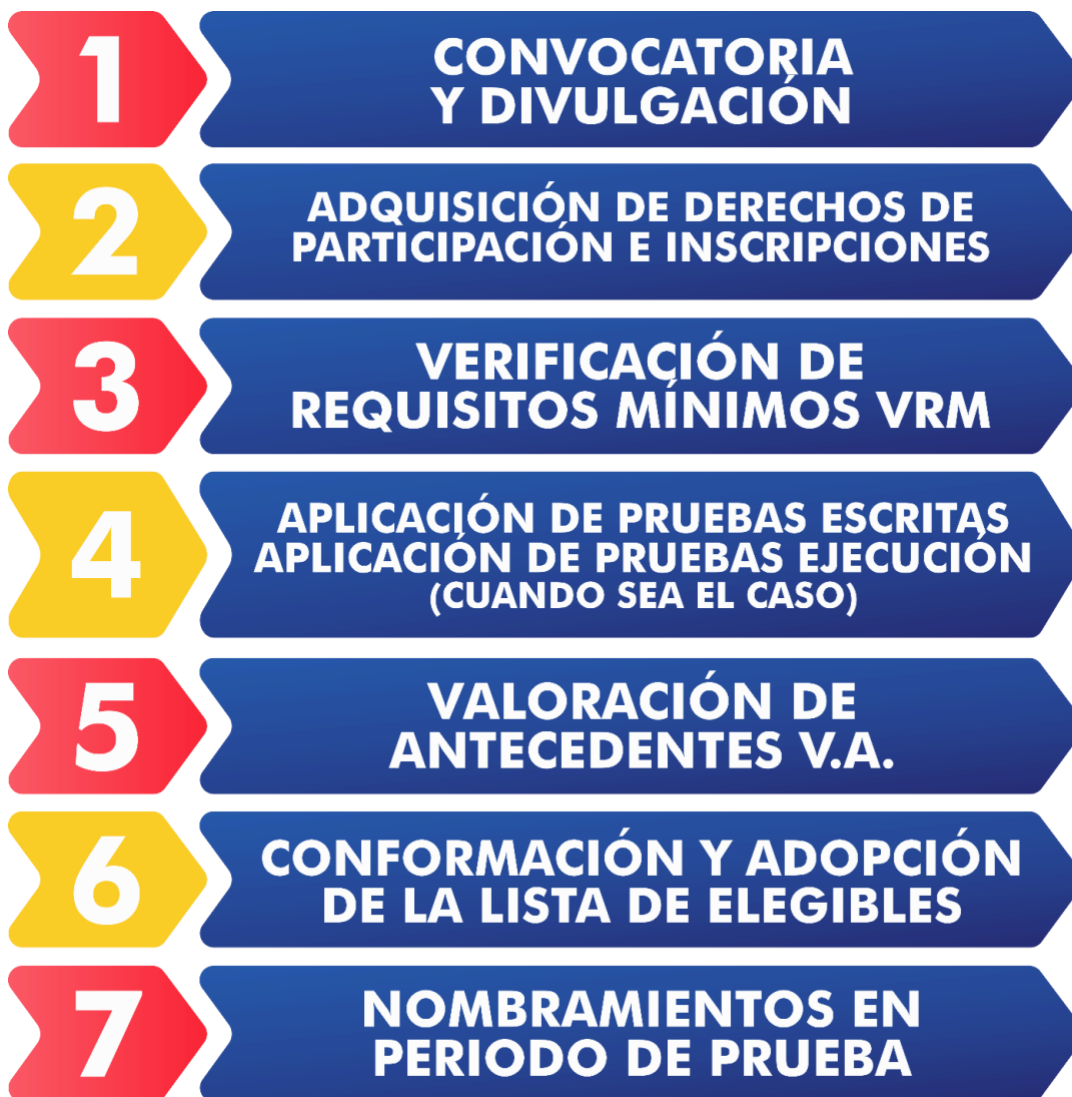 1
CONVOCATORIA
Y DIVULGACIÓN
2
ADQUISICIÓN DE DERECHOS DE
PARTICIPACIÓN E INSCRIPCIONES
3
VERIFICACIÓN DE
REQUISITOS MÍNIMOS VRM
4
APLICACIÓN DE PRUEBAS ESCRITAS
APLICACIÓN DE PRUEBAS EJECUCIÓN
(CUANDO SEA EL CASO)
5
VALORACIÓN DE
ANTECEDENTES V.A.
6
CONFORMACIÓN Y ADOPCIÓN
DE LA LISTA DE ELEGIBLES
7
NOMBRAMIENTOS EN
PERIODO DE PRUEBA